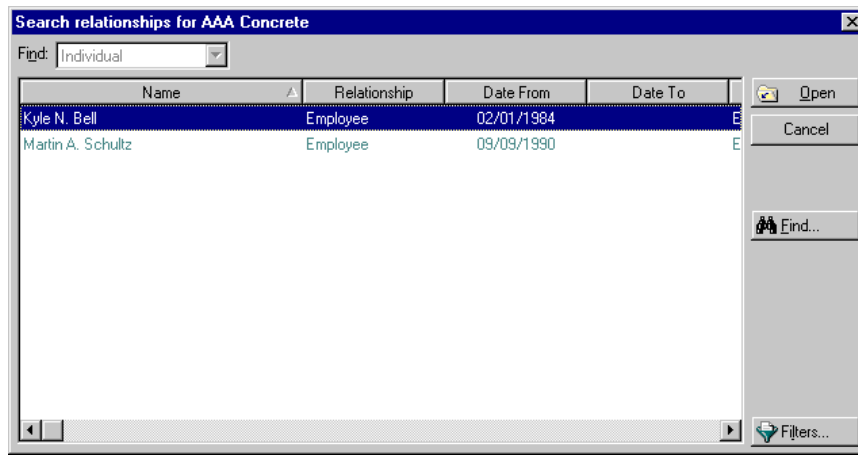 Search relationships for AAA Concrete
Find: Individual
Name Relationship Date From Date To
Kyle N. Bell Employee 02/01/1984 E
Martin A. Schultz Employee 09/09/1990 E
Open
Cancel
Find...
Filters...